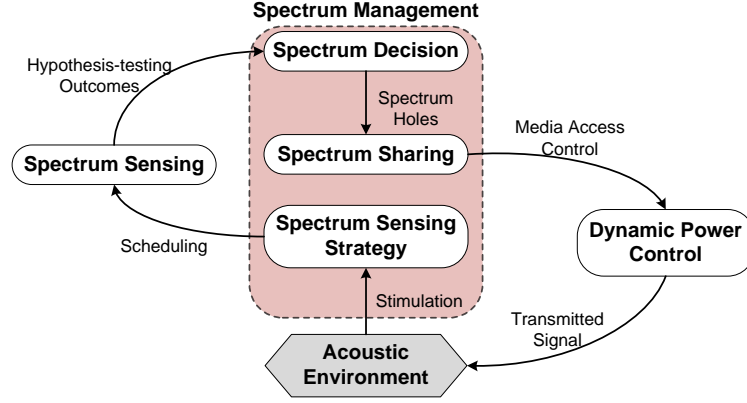 Spectrum Management
Spectrum Decision
Hypothesis-testing
Outcomes
Spectrum
Holes
Media Access
Control
Spectrum Sensing
Spectrum Sharing
Spectrum Sensing
Strategy
Dynamic Power
Control
Scheduling
Stimulation
Transmitted
Signal
Acoustic
Environment